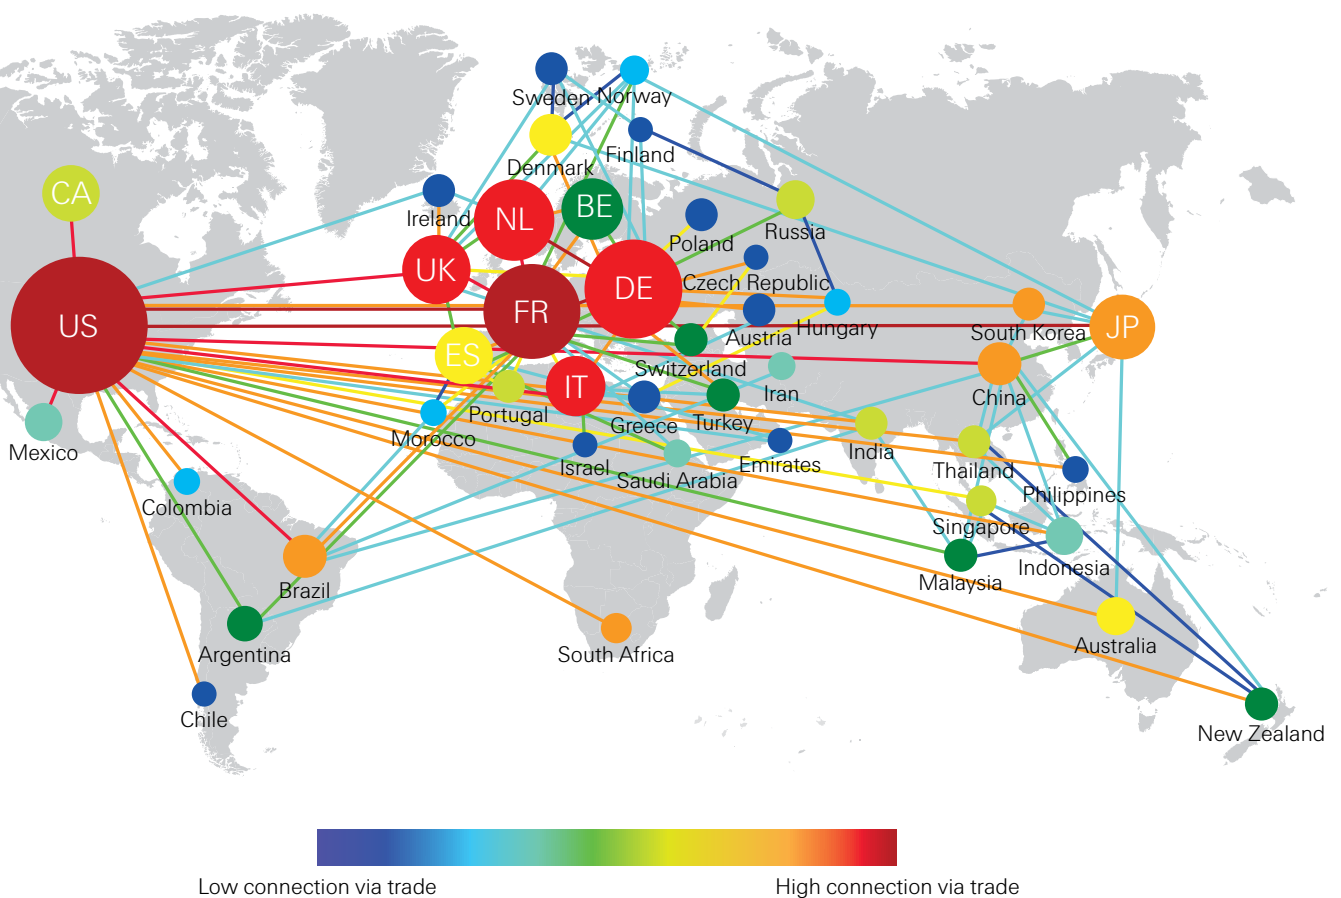 Sweden
Norway
Denmark
Finland
CA
Ireland
NL
BE
Poland
Russia
UK
DE
Czech Republic
US
FR
Austria
Hungary
South Korea
JP
ES
Switzerland
Iran
China
IT
Portugal
Greece
Turkey
Mexico
Morocco
Israel
Saudi Arabia
Emirates
India
Thailand
Philippines
Colombia
Singapore
Brazil
Malaysia
Indonesia
Argentina
South Africa
Australia
Chile
New Zealand
Low connection via trade
High connection via trade